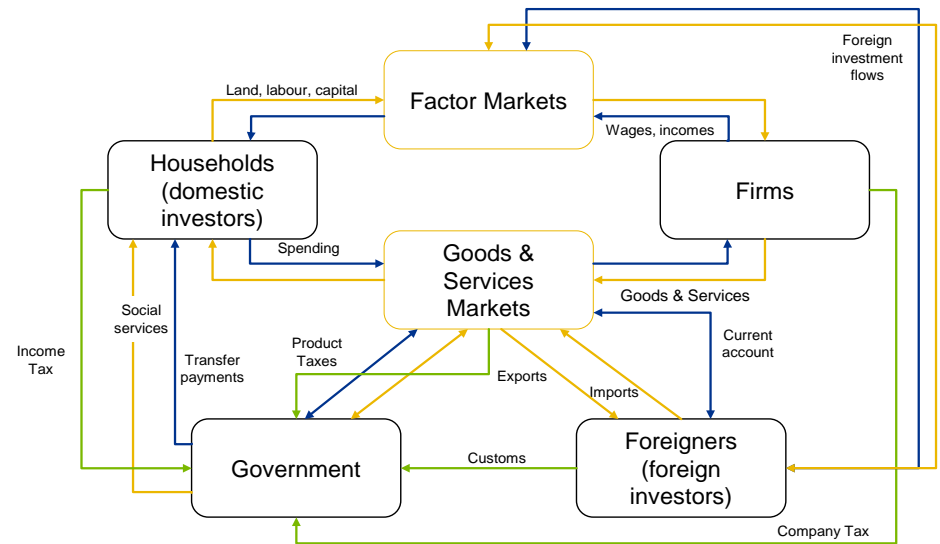 Foreign
investment
flows
Land, labour, capital
Factor Markets
Wages, incomes
Households
(domestic
investors)
Firms
Spending
Goods &
Services
Markets
Goods & Services
Social
services
Income
Tax
Transfer
payments
Product
Taxes
Exports
Imports
Current
account
Government
Customs
Foreigners
(foreign
investors)
Company Tax